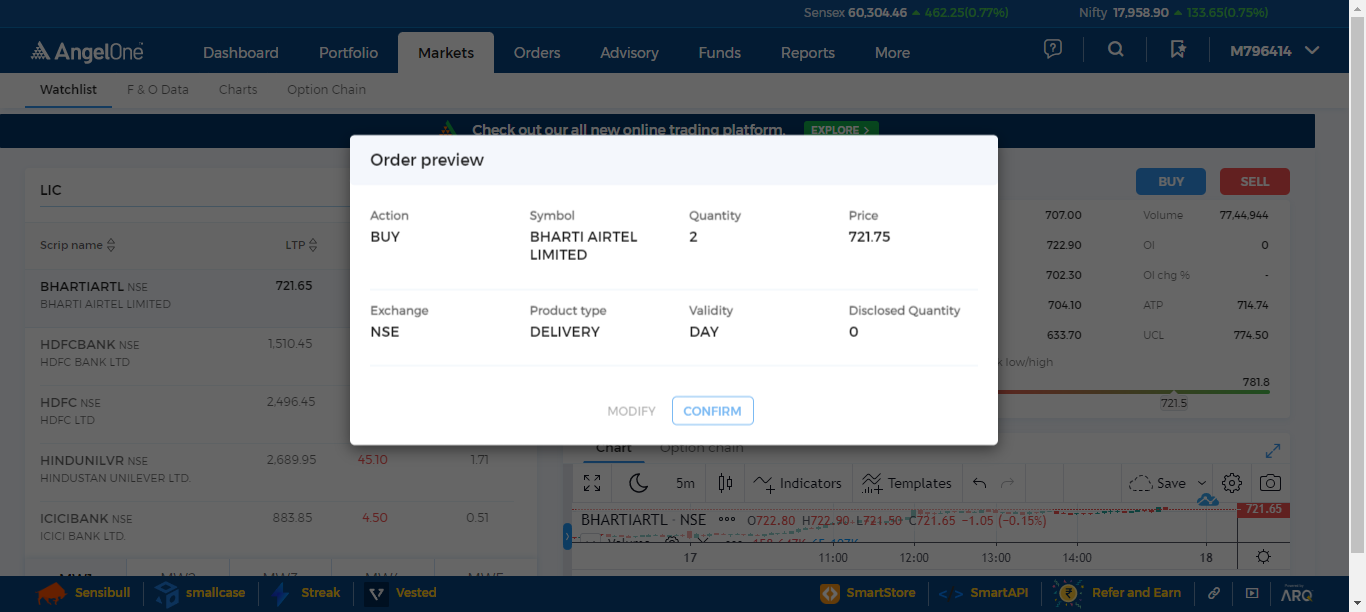 Sensex 60,304.46 462.25(0.77%) Nifty 17,958.90 133.65(0.75%)
AngelOne Dashboard Portfolio Markets Orders Advisory Funds Reports More M796414
Watchlist F & O Data Charts Option Chain
Check out our all new online trading platform. EXPLORE >
Order preview
LIC
BUY SELL
Action Symbol Quantity Price
BUY BHARTI AIRTEL LIMITED 2 721.75
Exchange Product type Validity Disclosed Quantity
NSE DELIVERY DAY 0
MODIFY CONFIRM
Scrip name LTP
BHARTIARTL NSE 721.65
BHARTI AIRTEL LIMITED
HDFCBANK NSE 1,510.45
HDFC BANK LTD
HDFC NSE 2,496.45
HDFC LTD
HINDUNILVR NSE 2,689.95 45.10 1.71
HINDUSTAN UNILEVER LTD.
ICICIBANK NSE 883.85 4.50 0.51
ICICI BANK LTD.
707.00 Volume 77,44,944
722.90 OI 0
702.30 OI chg % -
704.10 ATP 714.74
633.70 UCL 774.50
low/high
781.8
721.5
Chart Option chain
5m Indicators Templates Save
BHARTIARTL · NSE O722.80 H722.90 L721.50 C721.65 −1.05 (−0.15%) 721.65
Volume
17 11:00 12:00 13:00 14:00 18
MW1 MW2 MW3 MW4 MW5
Sensibull smallcase Streak Vested SmartStore SmartAPI Refer and Earn Powered by ARQ